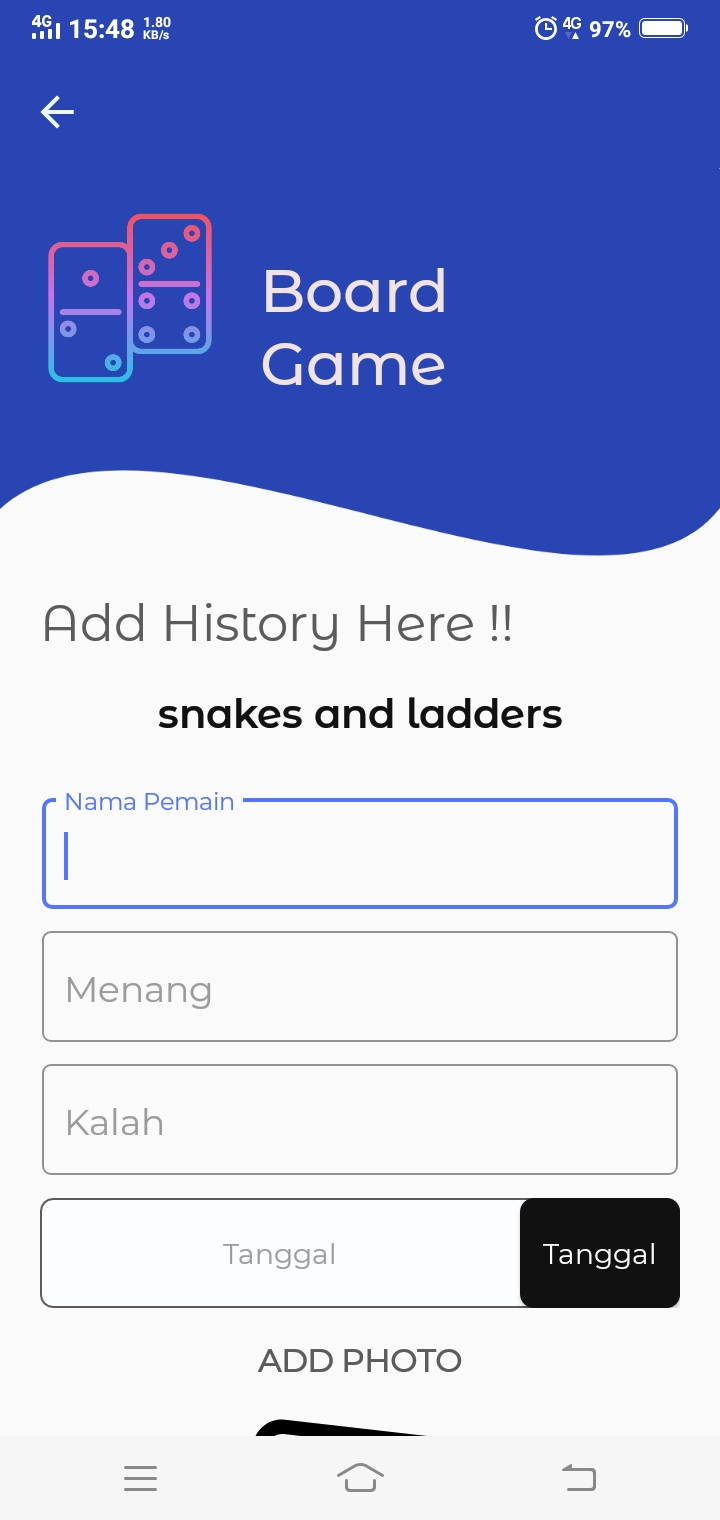 4G 15:48 1.80 KB/s 4G 97%
Board
Game
Add History Here !!
snakes and ladders
Nama Pemain
Menang
Kalah
Tanggal Tanggal
ADD PHOTO